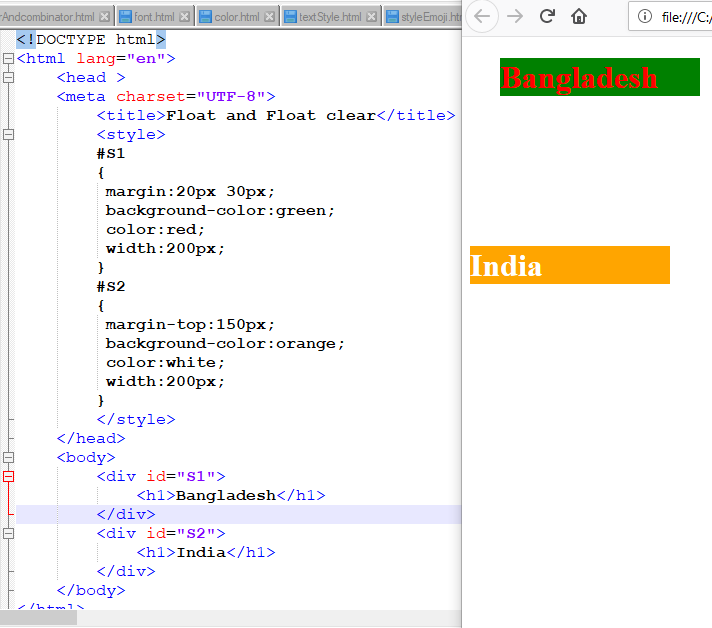 rAndcombinator.html font.html color.html textStyle.html styleEmoji.htm
file:///C:/
<!DOCTYPE html>
<html lang="en">
<head >
<meta charset="UTF-8">
<title>Float and Float clear</title>
<style>
#S1
{
margin:20px 30px;
background-color:green;
color:red;
width:200px;
}
#S2
{
margin-top:150px;
background-color:orange;
color:white;
width:200px;
}
</style>
</head>
<body>
<div id="S1">
<h1>Bangladesh</h1>
</div>
<div id="S2">
<h1>India</h1>
</div>
</body>
</html>
Bangladesh
India